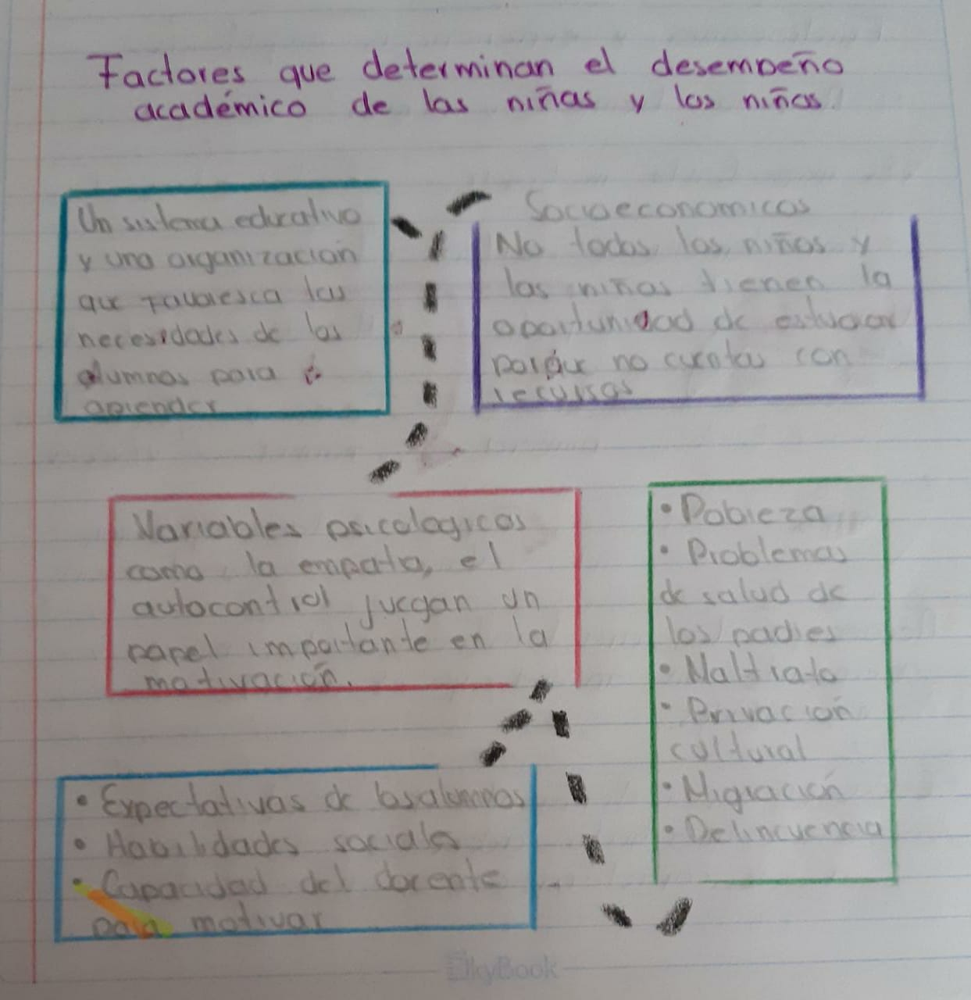 Factores que determinan el desempeño
académico de las niñas y los niños.
Un sistema educativo
y una organización
que favoresca las
necesidades de los
alumnos para
aprender
Socioeconomicos
No todos los niños y
las niñas tienen la
oportunidad de estudiar
porque no cuentas con
recursos
Variables psicologicas
como la empatia, el
autocontrol juegan un
papel importante en la
motivación.
• Pobreza
• Problemas
de salud de
los padres
• Maltrato
• Privación
cultural
• Migración
• Delincuencia
• Expectativas de los alumnos
• Habilidades sociales
• Capacidad del docente
para motivar
SkyBook